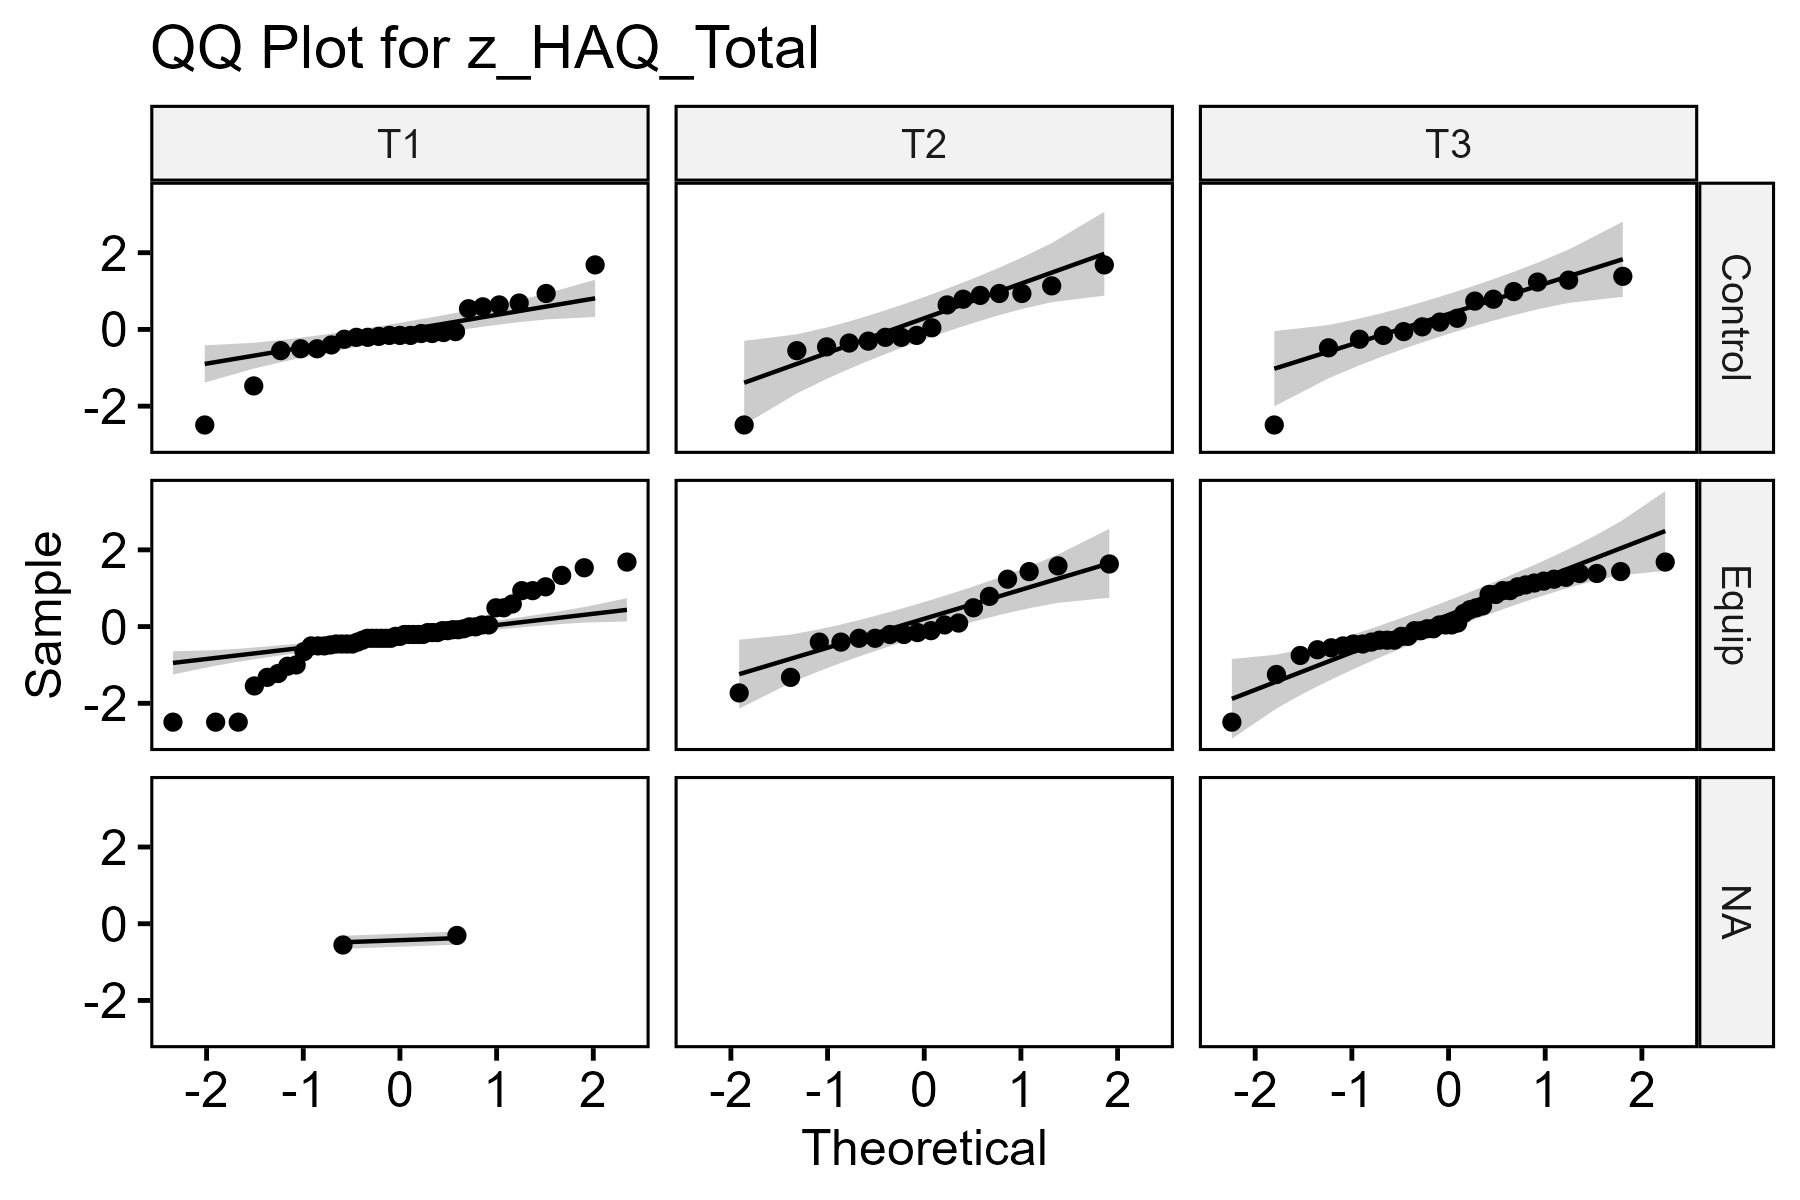 QQ Plot for z_HAQ_Total
T1 T2 T3
2
0
-2
Control
2
0
-2
Equip
2
0
-2
NA
Sample
-2 -1 0 1 2 -2 -1 0 1 2 -2 -1 0 1 2
Theoretical